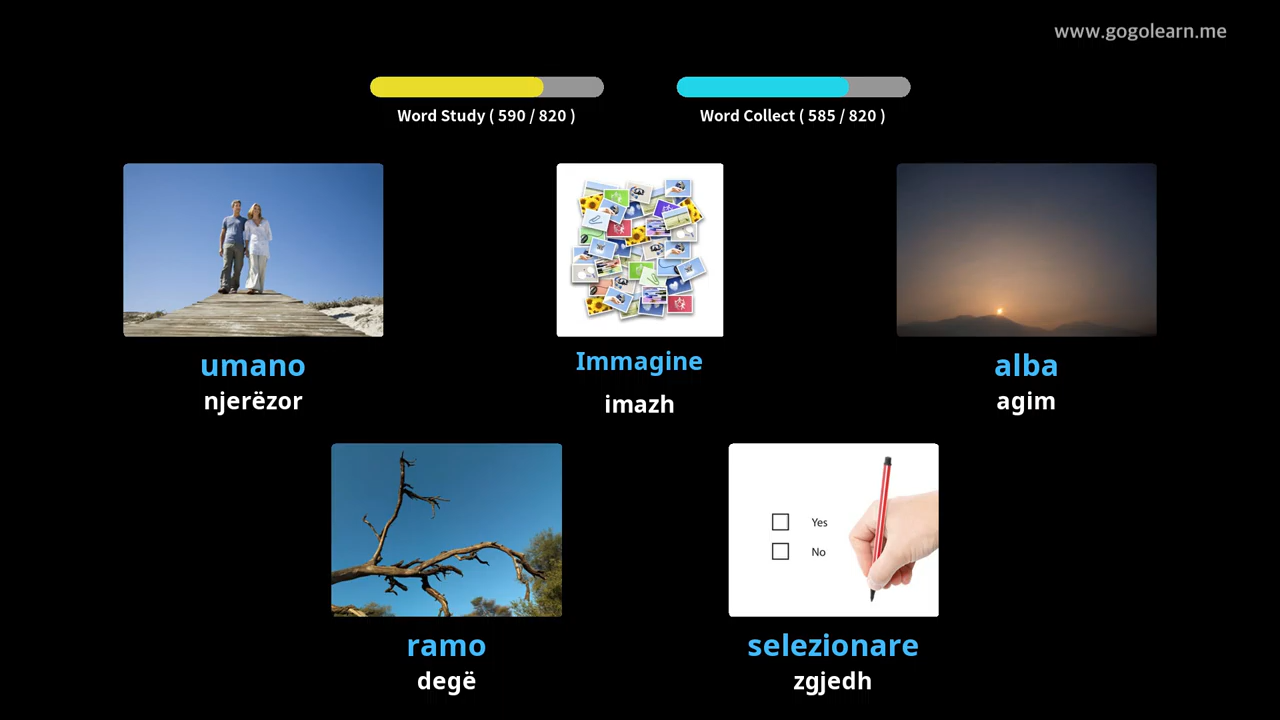 www.gogolearn.me
Word Study ( 590 / 820 )
Word Collect ( 585 / 820 )
umano
njerëzor
Immagine
imazh
alba
agim
ramo
degë
Yes
No
selezionare
zgjedh